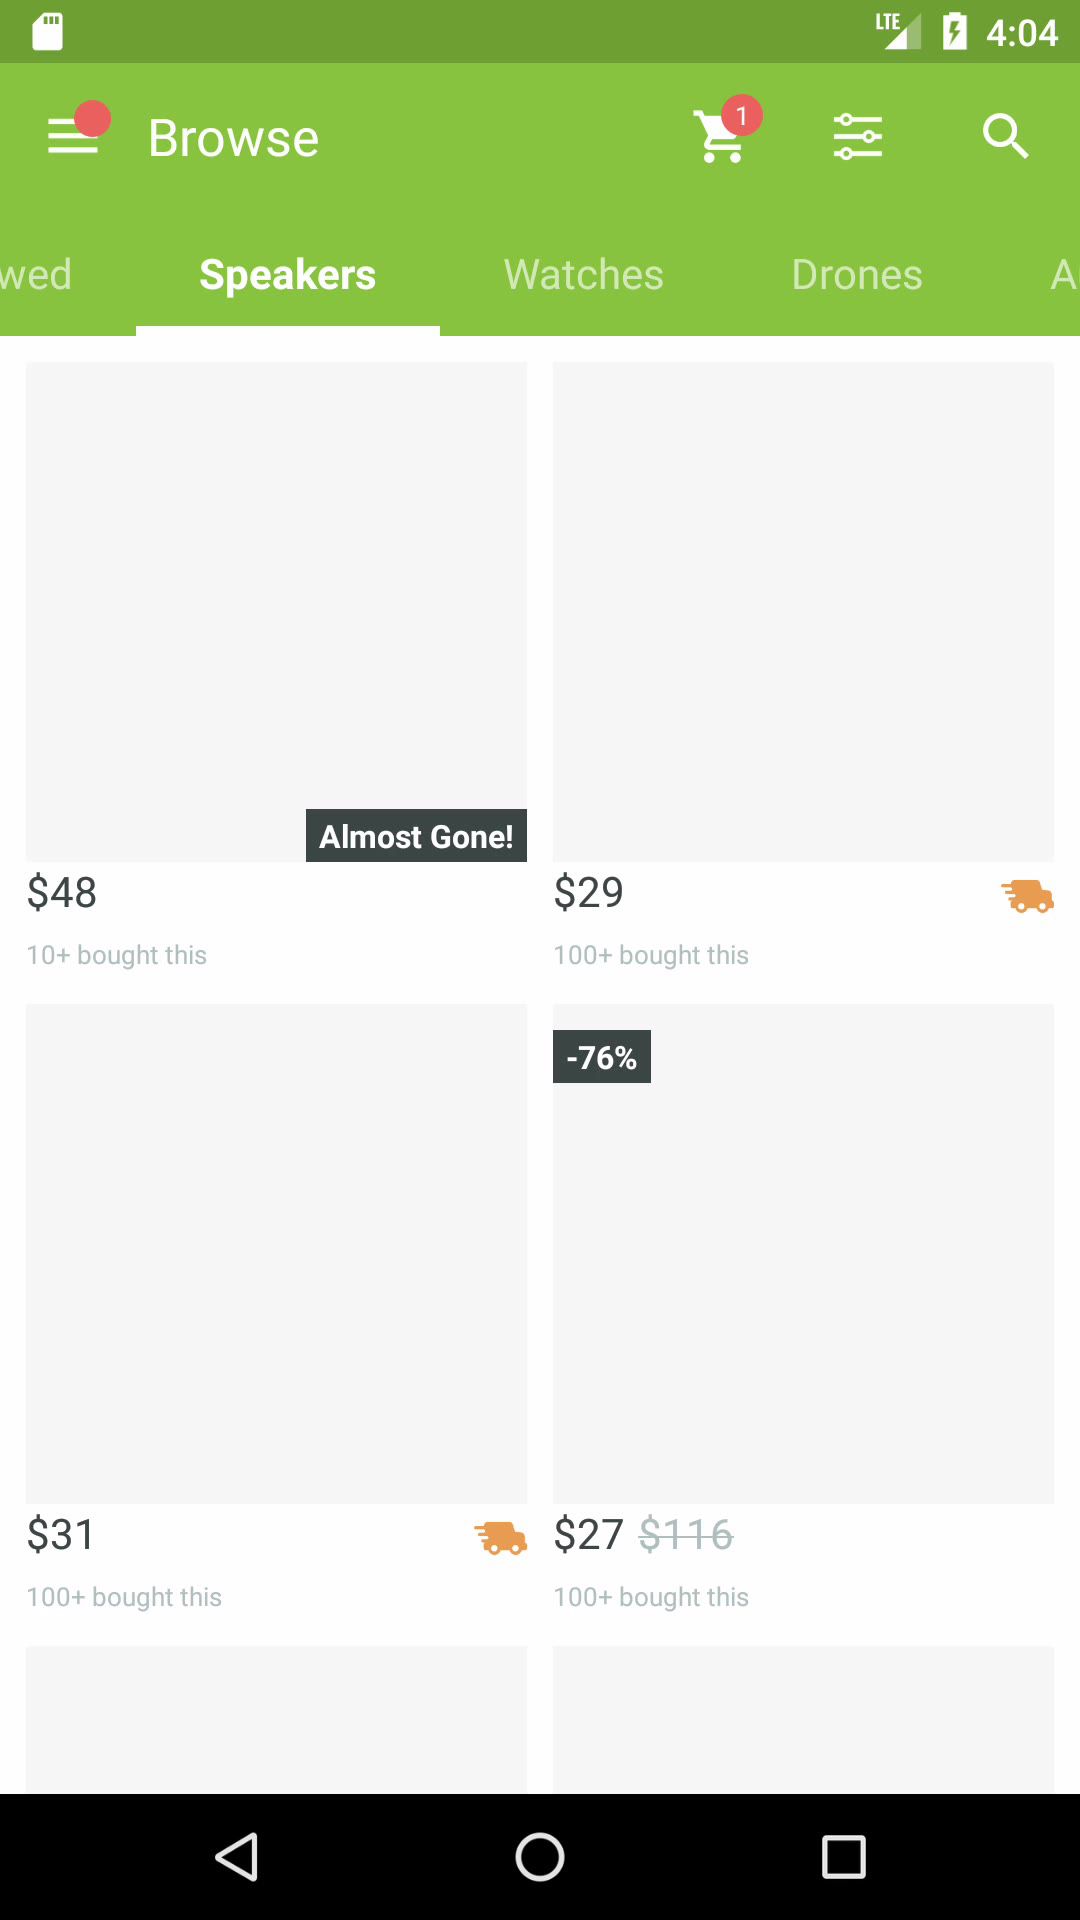 LTE 4:04
Browse 1
wed Speakers Watches Drones A
Almost Gone!
$48 $29
10+ bought this 100+ bought this
-76%
$31 $27 $116
100+ bought this 100+ bought this